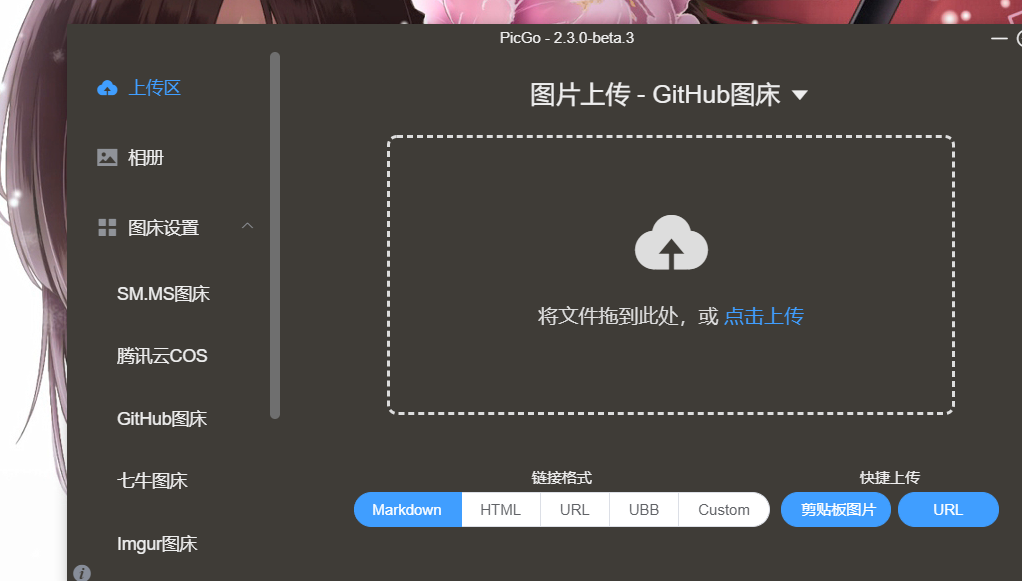 PicGo - 2.3.0-beta.3
上传区
相册
图床设置
SM.MS图床
腾讯云COS
GitHub图床
七牛图床
Imgur图床
图片上传 - GitHub图床
将文件拖到此处，或 点击上传
链接格式
Markdown HTML URL UBB Custom
快捷上传
剪贴板图片 URL